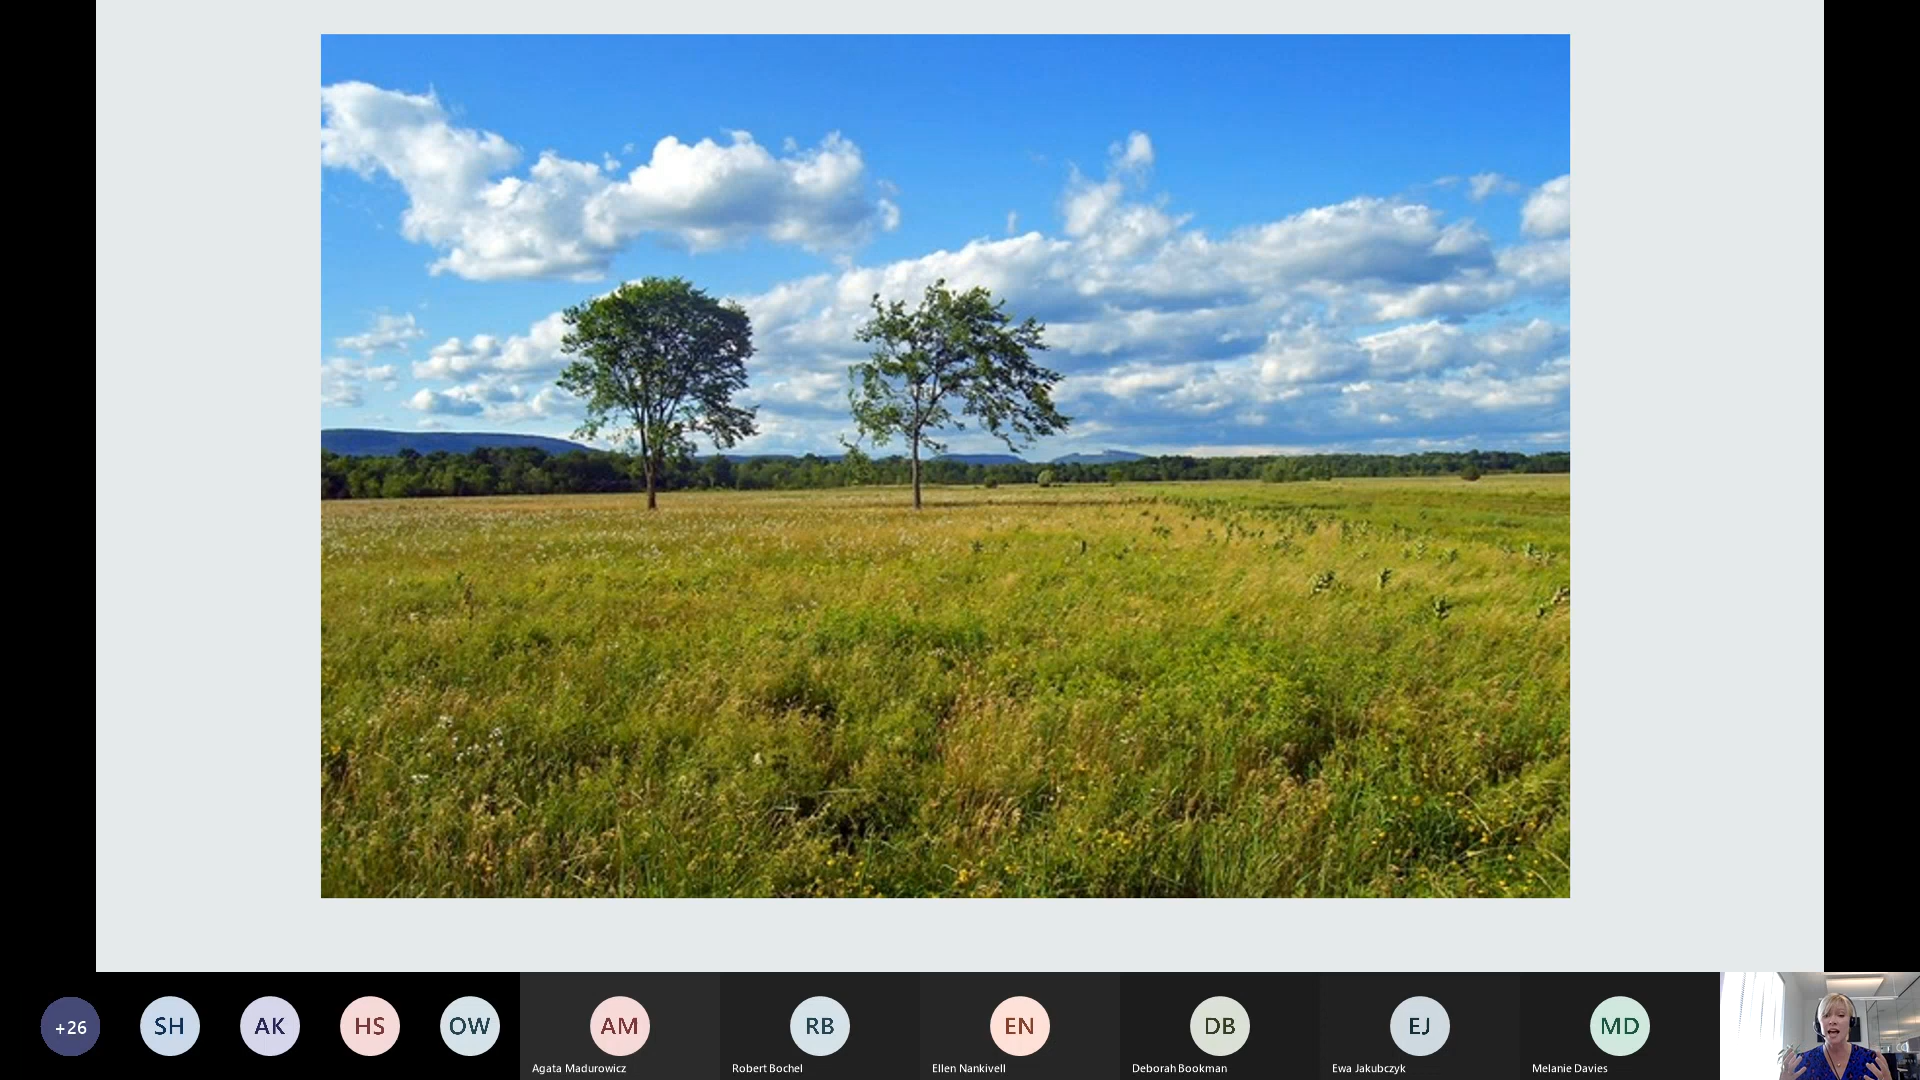 +26
SH
AK
HS
OW
AM
RB
EN
DB
EJ
MD
Agata Madurowicz
Robert Bochel
Ellen Nankivell
Deborah Bookman
Ewa Jakubczyk
Melanie Davies